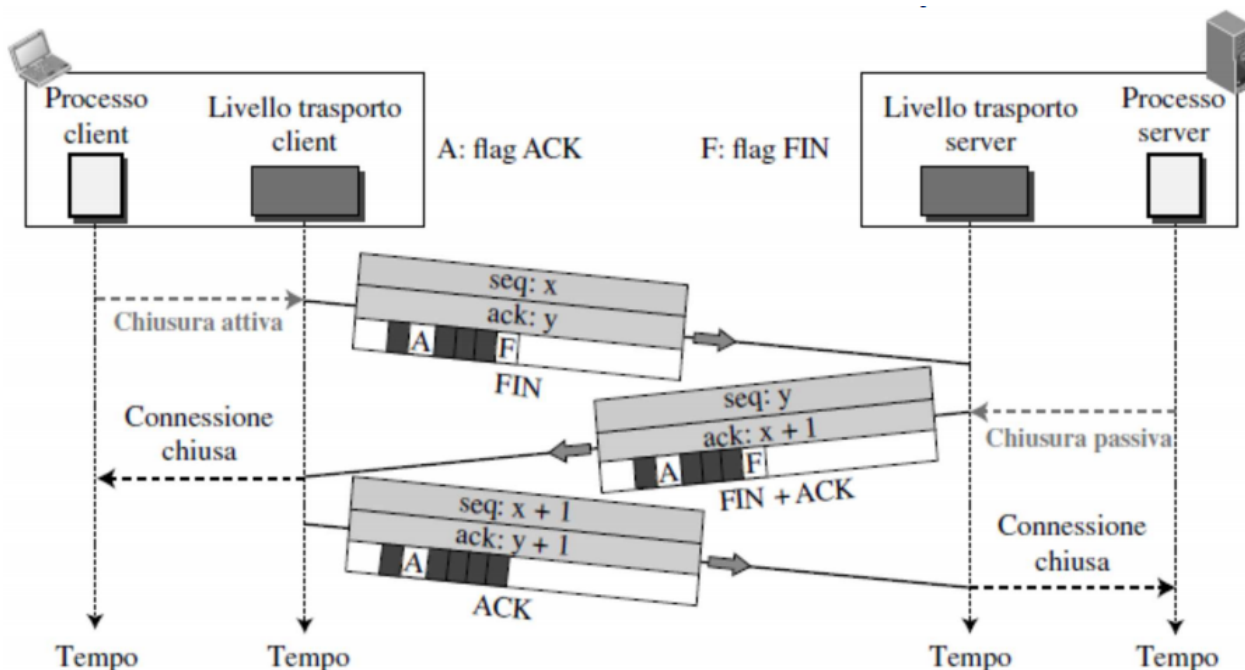 Processo
client
Livello trasporto
client
A: flag ACK
F: flag FIN
Livello trasporto
server
Processo
server
Chiusura attiva
seq: x
ack: y
A
F
FIN
Connessione
chiusa
seq: y
ack: x + 1
A
F
FIN + ACK
Chiusura passiva
seq: x + 1
ack: y + 1
A
ACK
Connessione
chiusa
Tempo
Tempo
Tempo
Tempo